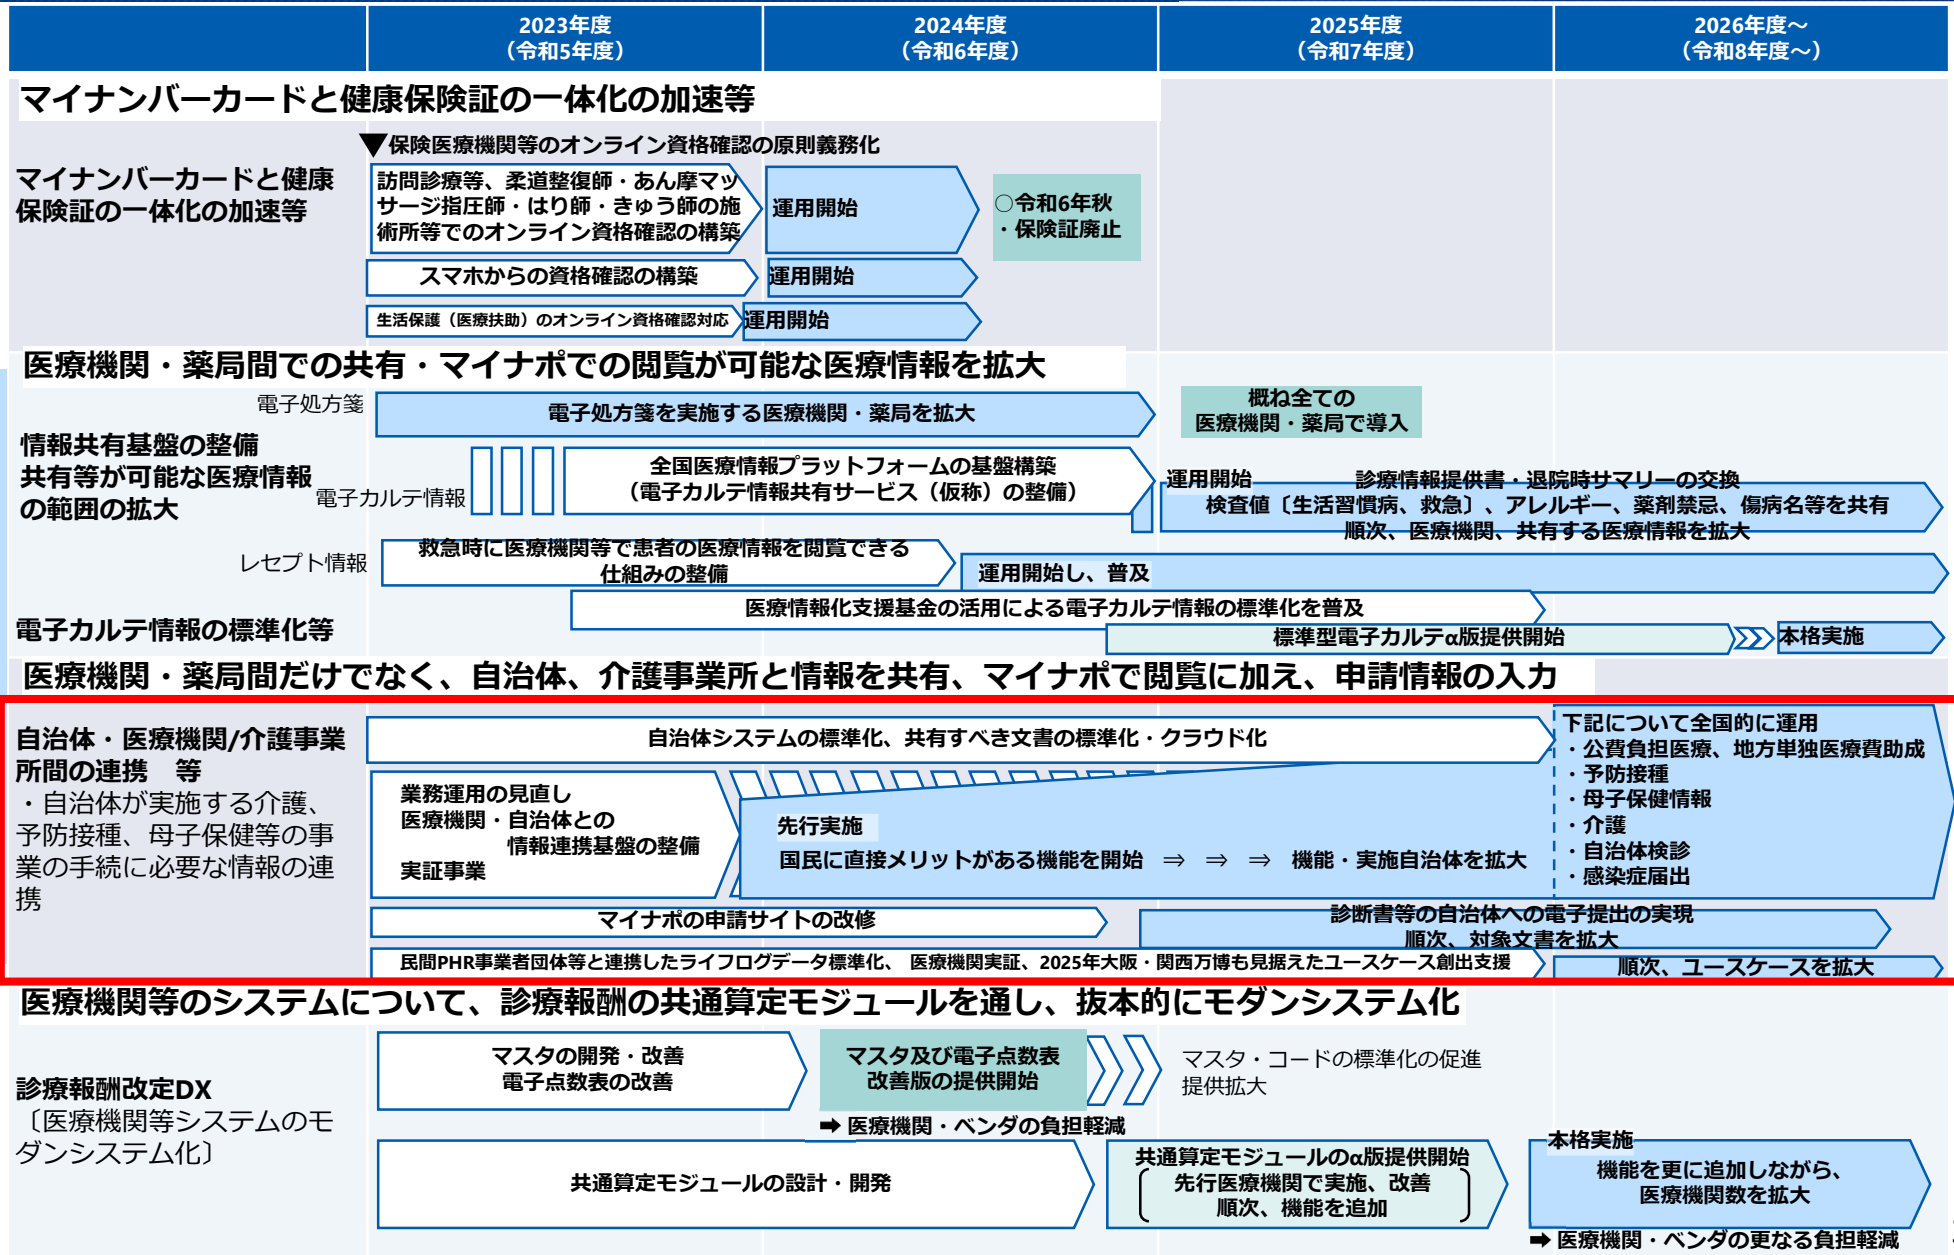 2023年度
（令和5年度）
2024年度
（令和6年度）
2025年度
（令和7年度）
2026年度～
（令和8年度～）
マイナンバーカードと健康保険証の一体化の加速等
マイナンバーカードと健康
保険証の一体化の加速等
▼保険医療機関等のオンライン資格確認の原則義務化
訪問診療等、柔道整復師・あん摩マッ
サージ指圧師・はり師・きゅう師の施
術所等でのオンライン資格確認の構築
運用開始
○令和6年秋
・保険証廃止
スマホからの資格確認の構築
運用開始
生活保護（医療扶助）のオンライン資格確認対応
運用開始
医療機関・薬局間での共有・マイナポでの閲覧が可能な医療情報を拡大
情報共有基盤の整備
共有等が可能な医療情報
の範囲の拡大
電子処方箋
電子処方箋を実施する医療機関・薬局を拡大
概ね全ての
医療機関・薬局で導入
電子カルテ情報
全国医療情報プラットフォームの基盤構築
（電子カルテ情報共有サービス（仮称）の整備）
運用開始
診療情報提供書・退院時サマリーの交換
検査値〔生活習慣病、救急〕、アレルギー、薬剤禁忌、傷病名等を共有
順次、医療機関、共有する医療情報を拡大
レセプト情報
救急時に医療機関等で患者の医療情報を閲覧できる
仕組みの整備
運用開始し、普及
電子カルテ情報の標準化等
医療情報化支援基金の活用による電子カルテ情報の標準化を普及
標準型電子カルテα版提供開始
本格実施
医療機関・薬局間だけでなく、自治体、介護事業所と情報を共有、マイナポで閲覧に加え、申請情報の入力
自治体・医療機関/介護事業
所間の連携　等
・自治体が実施する介護、
予防接種、母子保健等の事
業の手続に必要な情報の連
携
自治体システムの標準化、共有すべき文書の標準化・クラウド化
業務運用の見直し
医療機関・自治体との
情報連携基盤の整備
実証事業
先行実施
国民に直接メリットがある機能を開始　⇒　⇒　⇒　機能・実施自治体を拡大
下記について全国的に運用
・公費負担医療、地方単独医療費助成
・予防接種
・母子保健情報
・介護
・自治体検診
・感染症届出
マイナポの申請サイトの改修
診断書等の自治体への電子提出の実現
順次、対象文書を拡大
民間PHR事業者団体等と連携したライフログデータ標準化、 医療機関実証、2025年大阪・関西万博も見据えたユースケース創出支援
順次、ユースケースを拡大
医療機関等のシステムについて、診療報酬の共通算定モジュールを通し、抜本的にモダンシステム化
診療報酬改定DX
〔医療機関等システムのモ
ダンシステム化〕
マスタの開発・改善
電子点数表の改善
マスタ及び電子点数表
改善版の提供開始
マスタ・コードの標準化の促進
提供拡大
➡ 医療機関・ベンダの負担軽減
共通算定モジュールの設計・開発
共通算定モジュールのα版提供開始
先行医療機関で実施、改善
順次、機能を追加
本格実施
機能を更に追加しながら、
医療機関数を拡大
➡ 医療機関・ベンダの更なる負担軽減